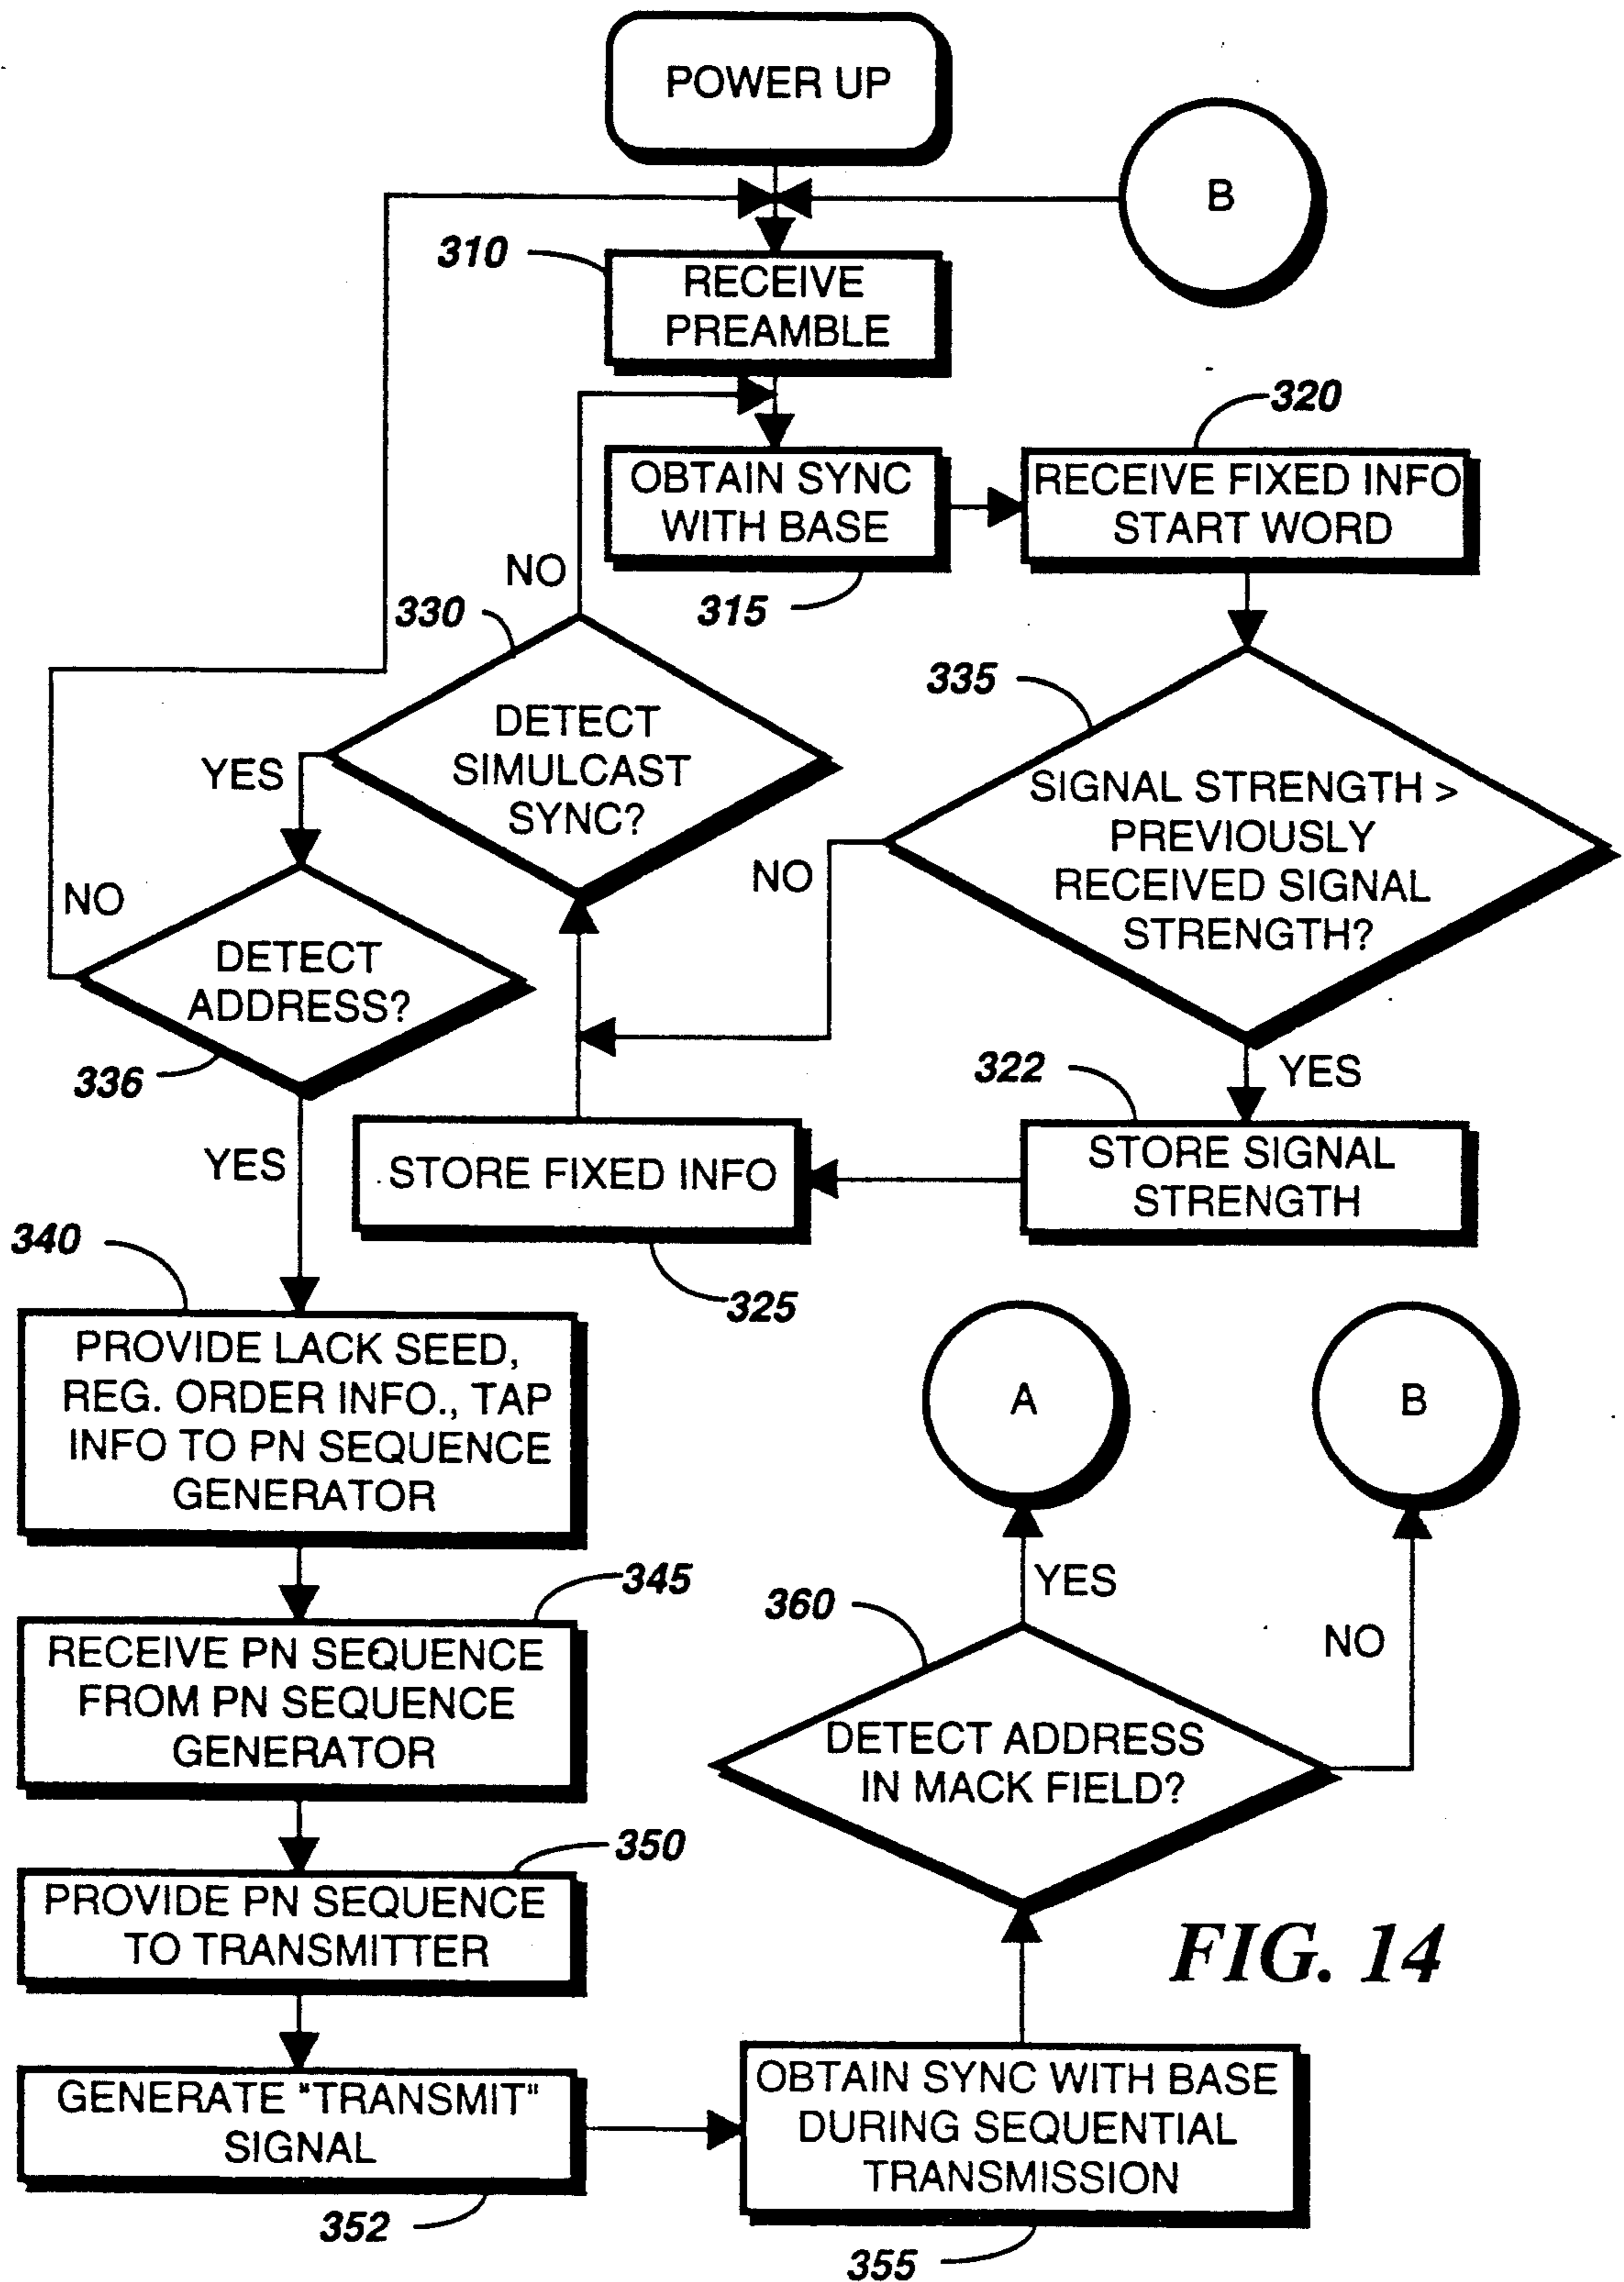 POWER UP
B
310
RECEIVE
PREAMBLE
320
OBTAIN SYNC
WITH BASE
RECEIVE FIXED INFO
START WORD
NO
330
315
335
DETECT
SIMULCAST
SYNC?
YES
SIGNAL STRENGTH >
PREVIOUSLY
RECEIVED SIGNAL
STRENGTH?
NO
NO
DETECT
ADDRESS?
336
322
YES
YES
STORE FIXED INFO
STORE SIGNAL
STRENGTH
340
325
PROVIDE LACK SEED,
REG. ORDER INFO., TAP
INFO TO PN SEQUENCE
GENERATOR
A
B
345
YES
360
NO
RECEIVE PN SEQUENCE
FROM PN SEQUENCE
GENERATOR
DETECT ADDRESS
IN MACK FIELD?
350
PROVIDE PN SEQUENCE
TO TRANSMITTER
FIG. 14
GENERATE "TRANSMIT"
SIGNAL
OBTAIN SYNC WITH BASE
DURING SEQUENTIAL
TRANSMISSION
352
355